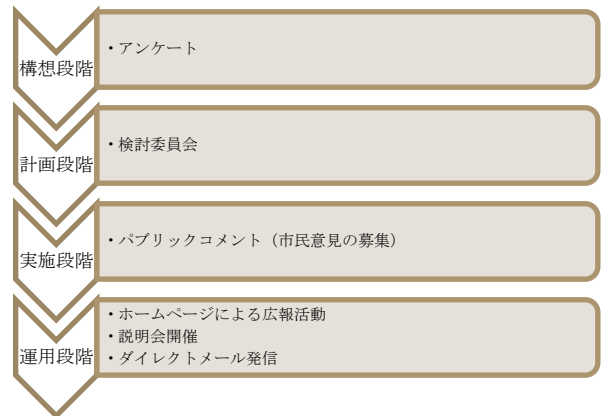 構想段階
・アンケート
計画段階
・検討委員会
実施段階
・パブリックコメント（市民意見の募集）
運用段階
・ホームページによる広報活動
・説明会開催
・ダイレクトメール発信